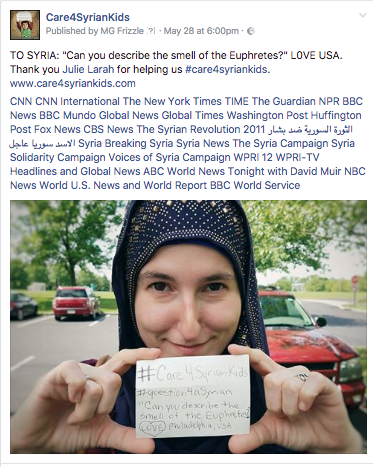 Care4SyrianKids
Published by MG Frizzle [?] · May 28 at 6:00pm ·
TO SYRIA: "Can you describe the smell of the Euphretes?" L0VE USA.
Thank you Julie Larah for helping us #care4syriankids.
www.care4syriankids.com
CNN CNN International The New York Times TIME The Guardian NPR BBC
News BBC Mundo Global News Global Times Washington Post Huffington
Post Fox News CBS News The Syrian Revolution 2011 الثورة السورية ضد بشار
الاسد سوريا عاجل Syria Breaking Syria Syria News The Syria Campaign Syria
Solidarity Campaign Voices of Syria Campaign WPRI 12 WPRI-TV
Headlines and Global News ABC World News Tonight with David Muir NBC
News World U.S. News and World Report BBC World Service
#Care4SyrianKids
#question4aSyrian
"Can you describe the
smell of the Euphretes?
LOVE Philadelphia, USA